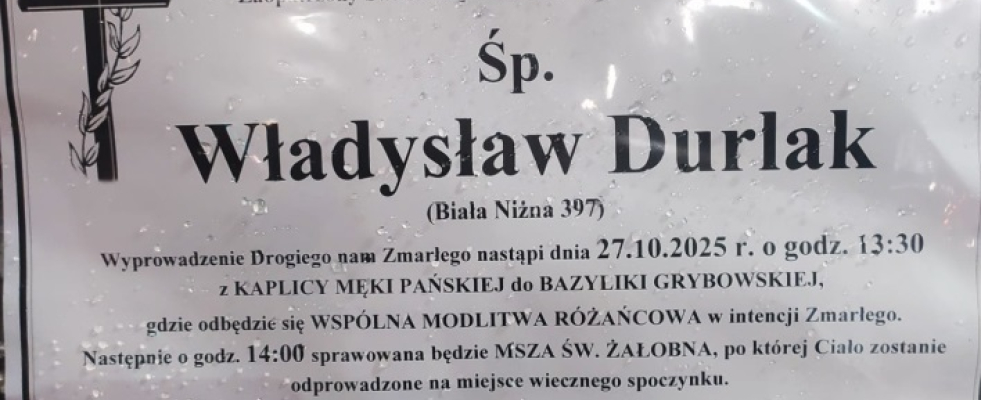 Śp.
Władysław Durlak
(Biała Niżna 397)
Wyprowadzenie Drogiego nam Zmarłego nastąpi dnia 27.10.2025 r. o godz. 13:30
z KAPLICY MĘKI PAŃSKIEJ do BAZYLIKI GRYBOWSKIEJ,
gdzie odbędzie się WSPÓLNA MODLITWA RÓŻAŃCOWA w intencji Zmarłego.
Następnie o godz. 14:00 sprawowana będzie MSZA ŚW. ŻAŁOBNA, po której Ciało zostanie
odprowadzone na miejsce wiecznego spoczynku.